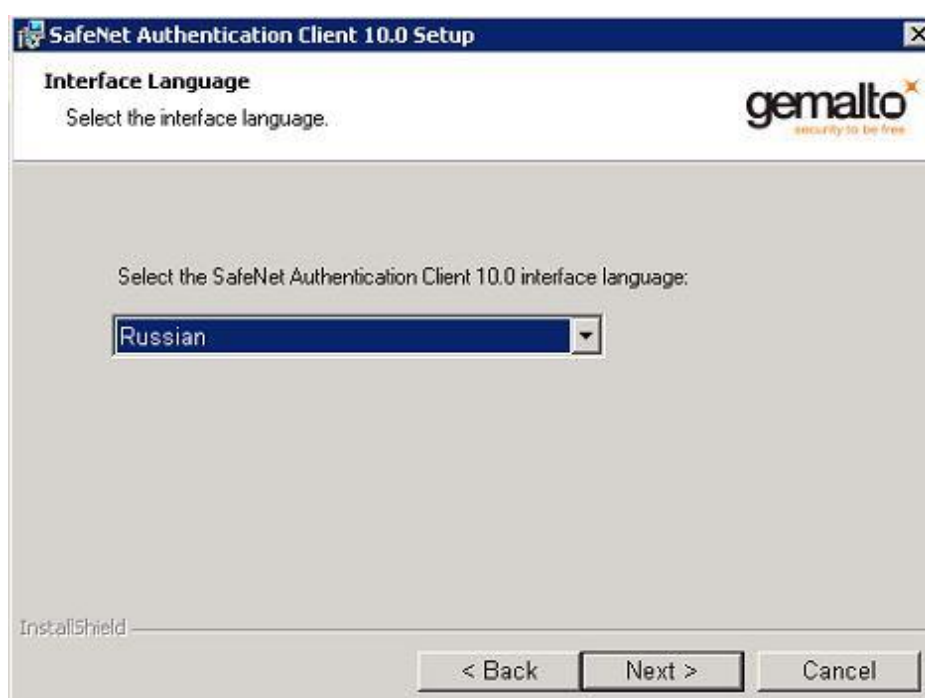 SafeNet Authentication Client 10.0 Setup
Interface Language
Select the interface language.
gemalto
security to be free
Select the SafeNet Authentication Client 10.0 interface language:
Russian
InstallShield
< Back
Next >
Cancel